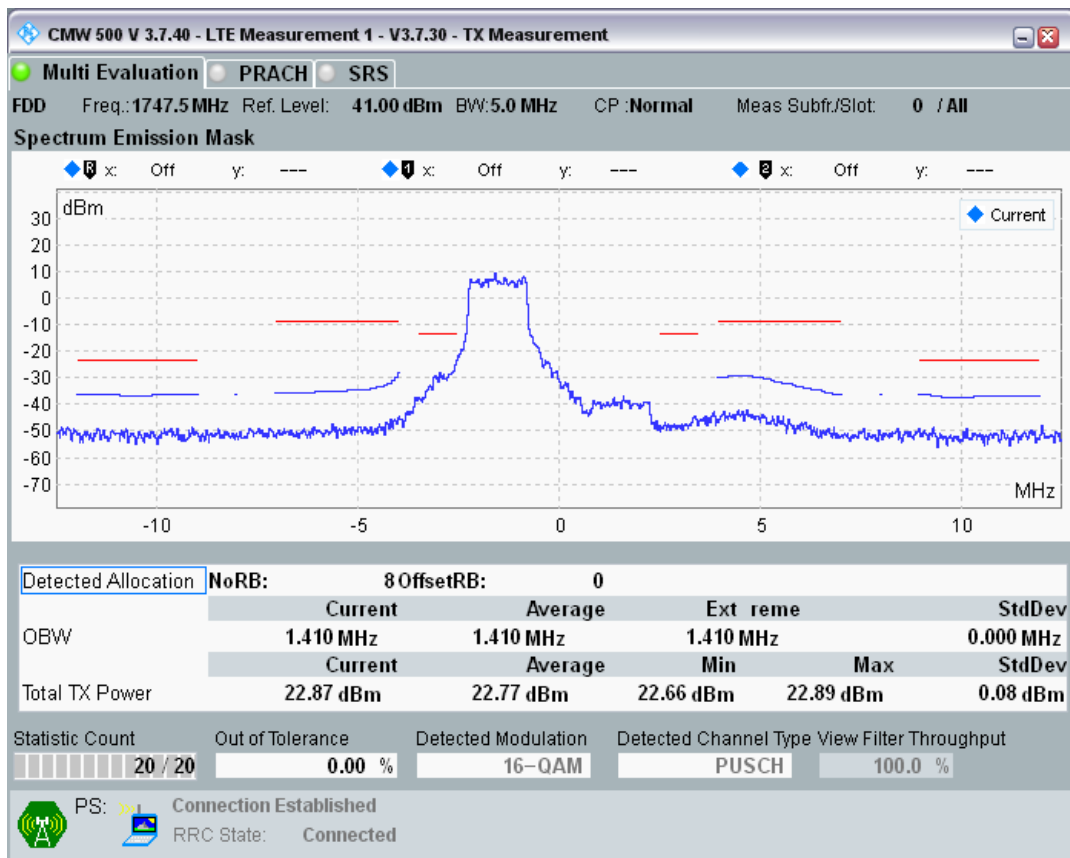 CMW 500 V 3.7.40 - LTE Measurement 1 - V3.7.30 - TX Measurement
Multi Evaluation PRACH SRS
FDD Freq.: 1747.5 MHz Ref. Level: 41.00 dBm BW: 5.0 MHz CP : Normal Meas Subfr./Slot: 0 / All
Spectrum Emission Mask
R x: Off y: --- 1 x: Off y: --- 2 x: Off y: ---
dBm
Current
30
20
10
0
-10
-20
-30
-40
-50
-60
-70
MHz
-10 -5 0 5 10
Detected Allocation NoRB: 8 OffsetRB: 0
Current Average Ext reme StdDev
OBW 1.410 MHz 1.410 MHz 1.410 MHz 0.000 MHz
Current Average Min Max StdDev
Total TX Power 22.87 dBm 22.77 dBm 22.66 dBm 22.89 dBm 0.08 dBm
Statistic Count Out of Tolerance Detected Modulation Detected Channel Type View Filter Throughput
20 / 20 0.00 % 16-QAM PUSCH 100.0 %
PS: Connection Established
RRC State: Connected